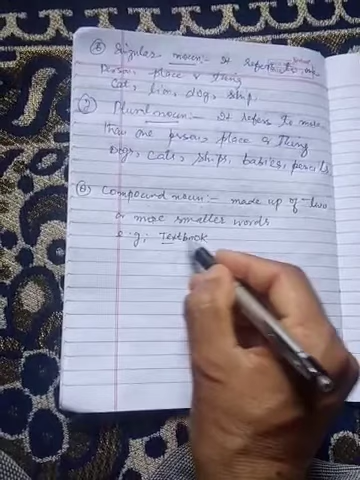 Singular noun:- It refers to one
Person, place & thing
Cat, lion, dog, ship.
⑦ Plural noun:- It refers to more
than one person, place & thing
Dogs, cats, ships, babies, pencils
⑧ Compound noun:- made up of two
or more smaller words
e.g; Textbook